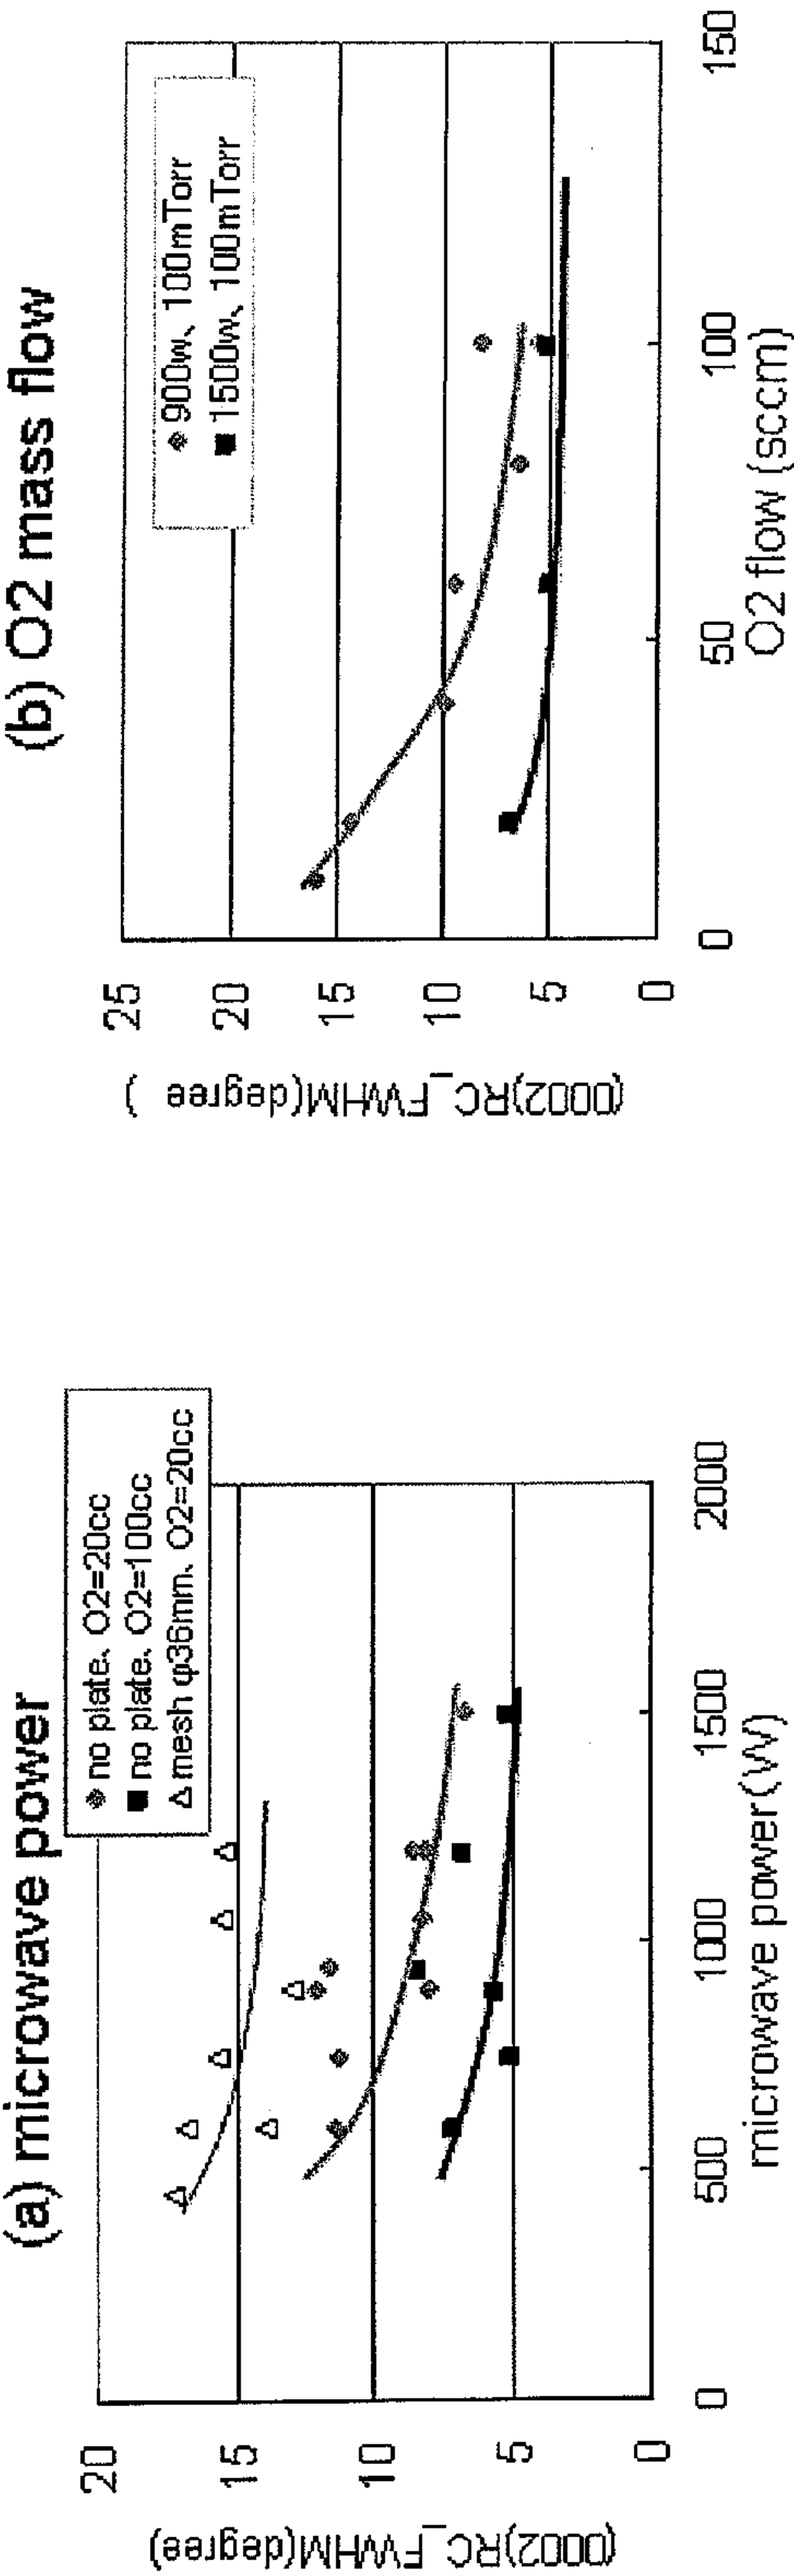 (a) microwave power
no plate、O2=20cc
no plate、O2=100cc
mesh φ36mm、O2=20cc
20
15
10
5
0
(0002)RC_FWHM(degree)
0
500
1000
1500
2000
microwave power(W)
(b) O2 mass flow
900w、100mTorr
1500w、100mTorr
25
20
15
10
5
0
(0002)RC_FWHM(degree )
0
50
100
150
O2 flow (sccm)